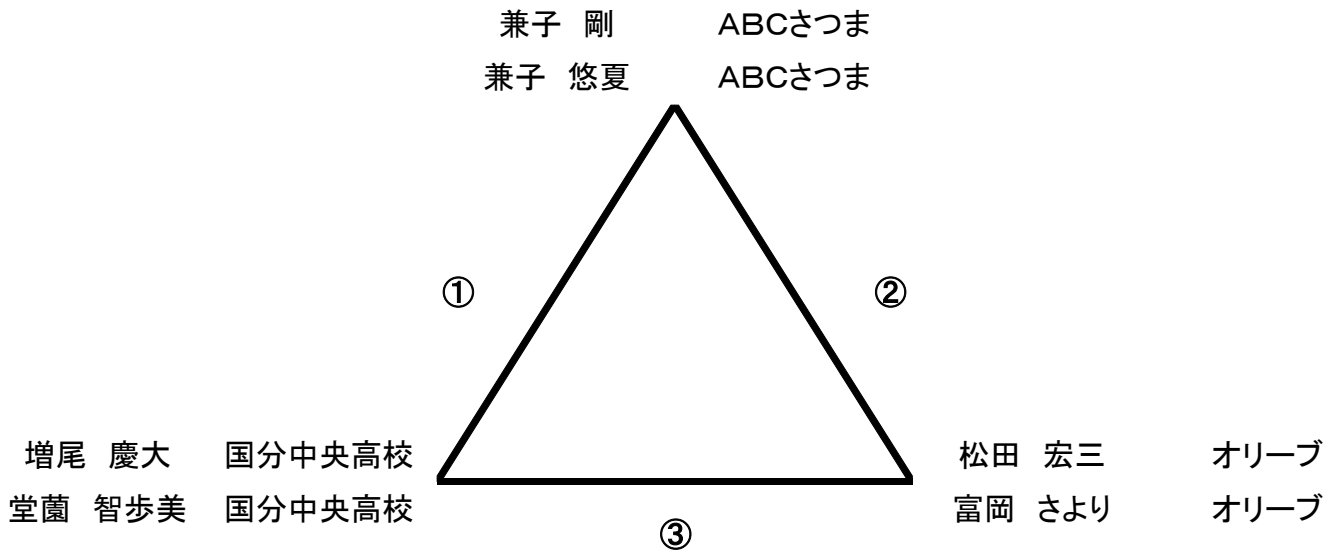 兼子 剛 ABCさつま
兼子 悠夏 ABCさつま
① ②
増尾 慶大 国分中央高校 松田 宏三 オリーブ
堂薗 智歩美 国分中央高校 富岡 さより オリーブ
③